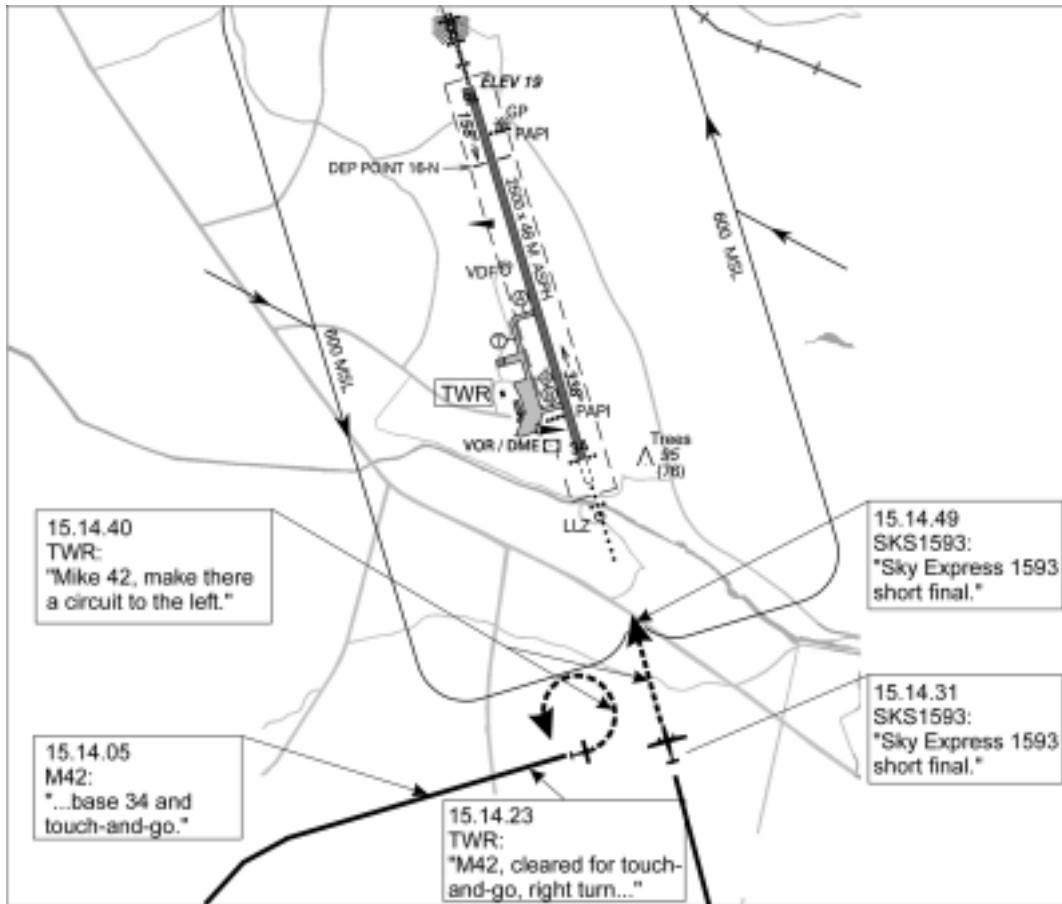 ELEV 19
GP
PAPI
158°
DEP POINT 16-N
2500 x 46 M ASPH
600 MSL
VDF
600 MSL
338°
TWR
PAPI
VOR / DME
34
Trees
95
(76)
LLZ
15.14.40
TWR:
"Mike 42, make there
a circuit to the left."
15.14.49
SKS1593:
"Sky Express 1593
short final."
15.14.31
SKS1593:
"Sky Express 1593
short final."
15.14.05
M42:
"...base 34 and
touch-and-go."
15.14.23
TWR:
"M42, cleared for touch-
and-go, right turn..."